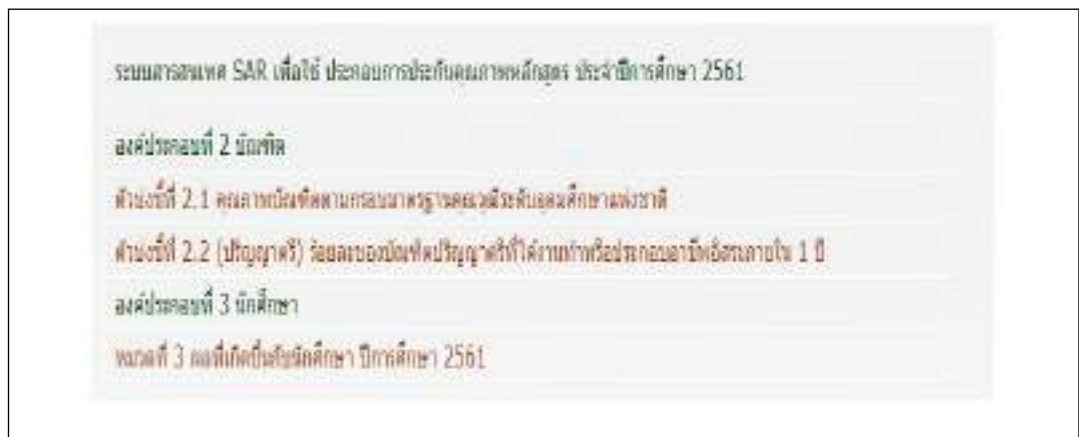 ระบบสารสนเทศ SAR เพื่อใช้ ประกอบการประกันคุณภาพหลักสูตร ประจำปีการศึกษา 2561
องค์ประกอบที่ 2 บัณฑิต
ตัวบ่งชี้ที่ 2.1 คุณภาพบัณฑิตตามกรอบมาตรฐานคุณวุฒิระดับอุดมศึกษาแห่งชาติ
ตัวบ่งชี้ที่ 2.2 (ปริญญาตรี) ร้อยละของบัณฑิตปริญญาตรีที่ได้งานทำหรือประกอบอาชีพอิสระภายใน 1 ปี
องค์ประกอบที่ 3 นักศึกษา
หมวดที่ 3 ผลที่เกิดขึ้นกับนักศึกษา ปีการศึกษา 2561